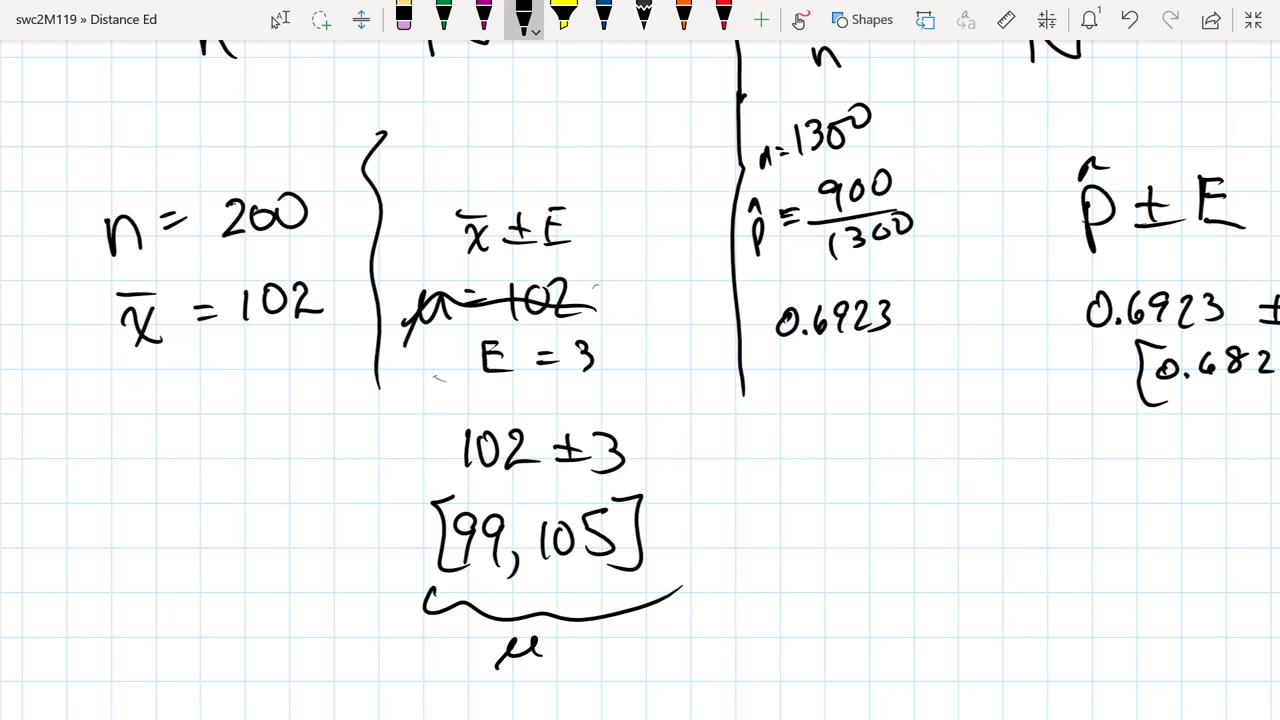 swc2M119 » Distance Ed
Shapes
n
N
n
N
n = 200
x̄ = 102
x̄ ± E
μ = 102
E = 3
102 ± 3
[99, 105]
μ
n = 1300
p̂ = 900/1300
0.6923
p̂ ± E
0.6923 ±
[0.682